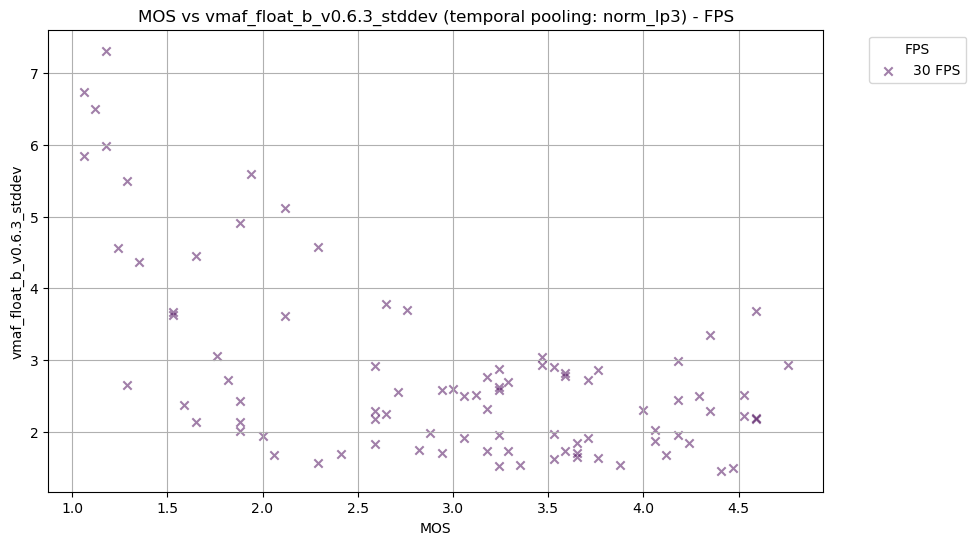 MOS vs vmaf_float_b_v0.6.3_stddev (temporal pooling: norm_lp3) - FPS
FPS
30 FPS
vmaf_float_b_v0.6.3_stddev
7
6
5
4
3
2
1.0 1.5 2.0 2.5 3.0 3.5 4.0 4.5
MOS